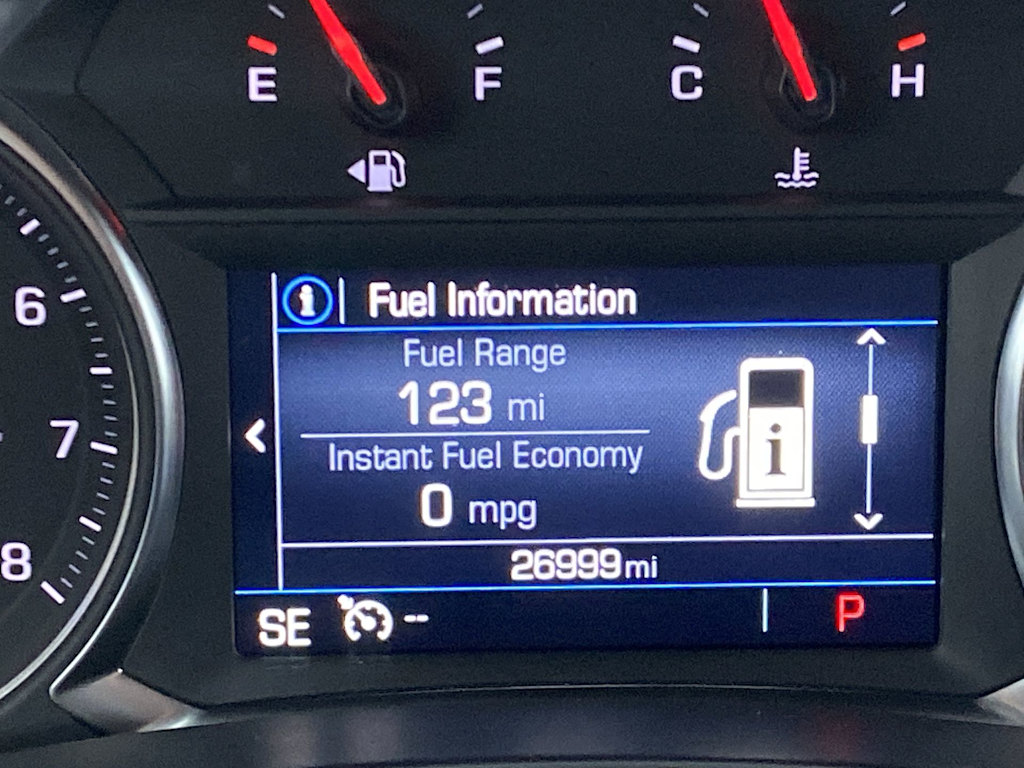 E F C H
6
7
8
i Fuel Information
Fuel Range
123 mi
i
Instant Fuel Economy
0 mpg
26999 mi
SE -- P